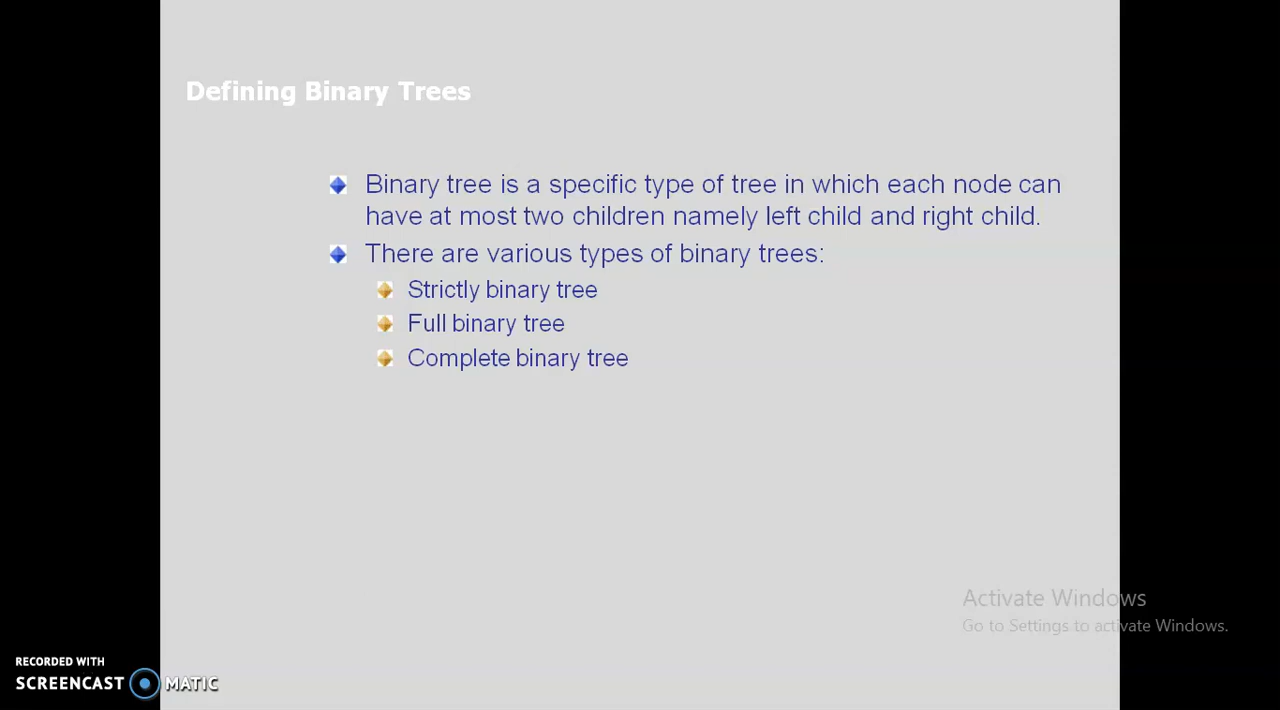 Defining Binary Trees
Binary tree is a specific type of tree in which each node can
have at most two children namely left child and right child.
There are various types of binary trees:
Strictly binary tree
Full binary tree
Complete binary tree
Activate Windows
Go to Settings to activate Windows.
RECORDED WITH
SCREENCAST MATIC